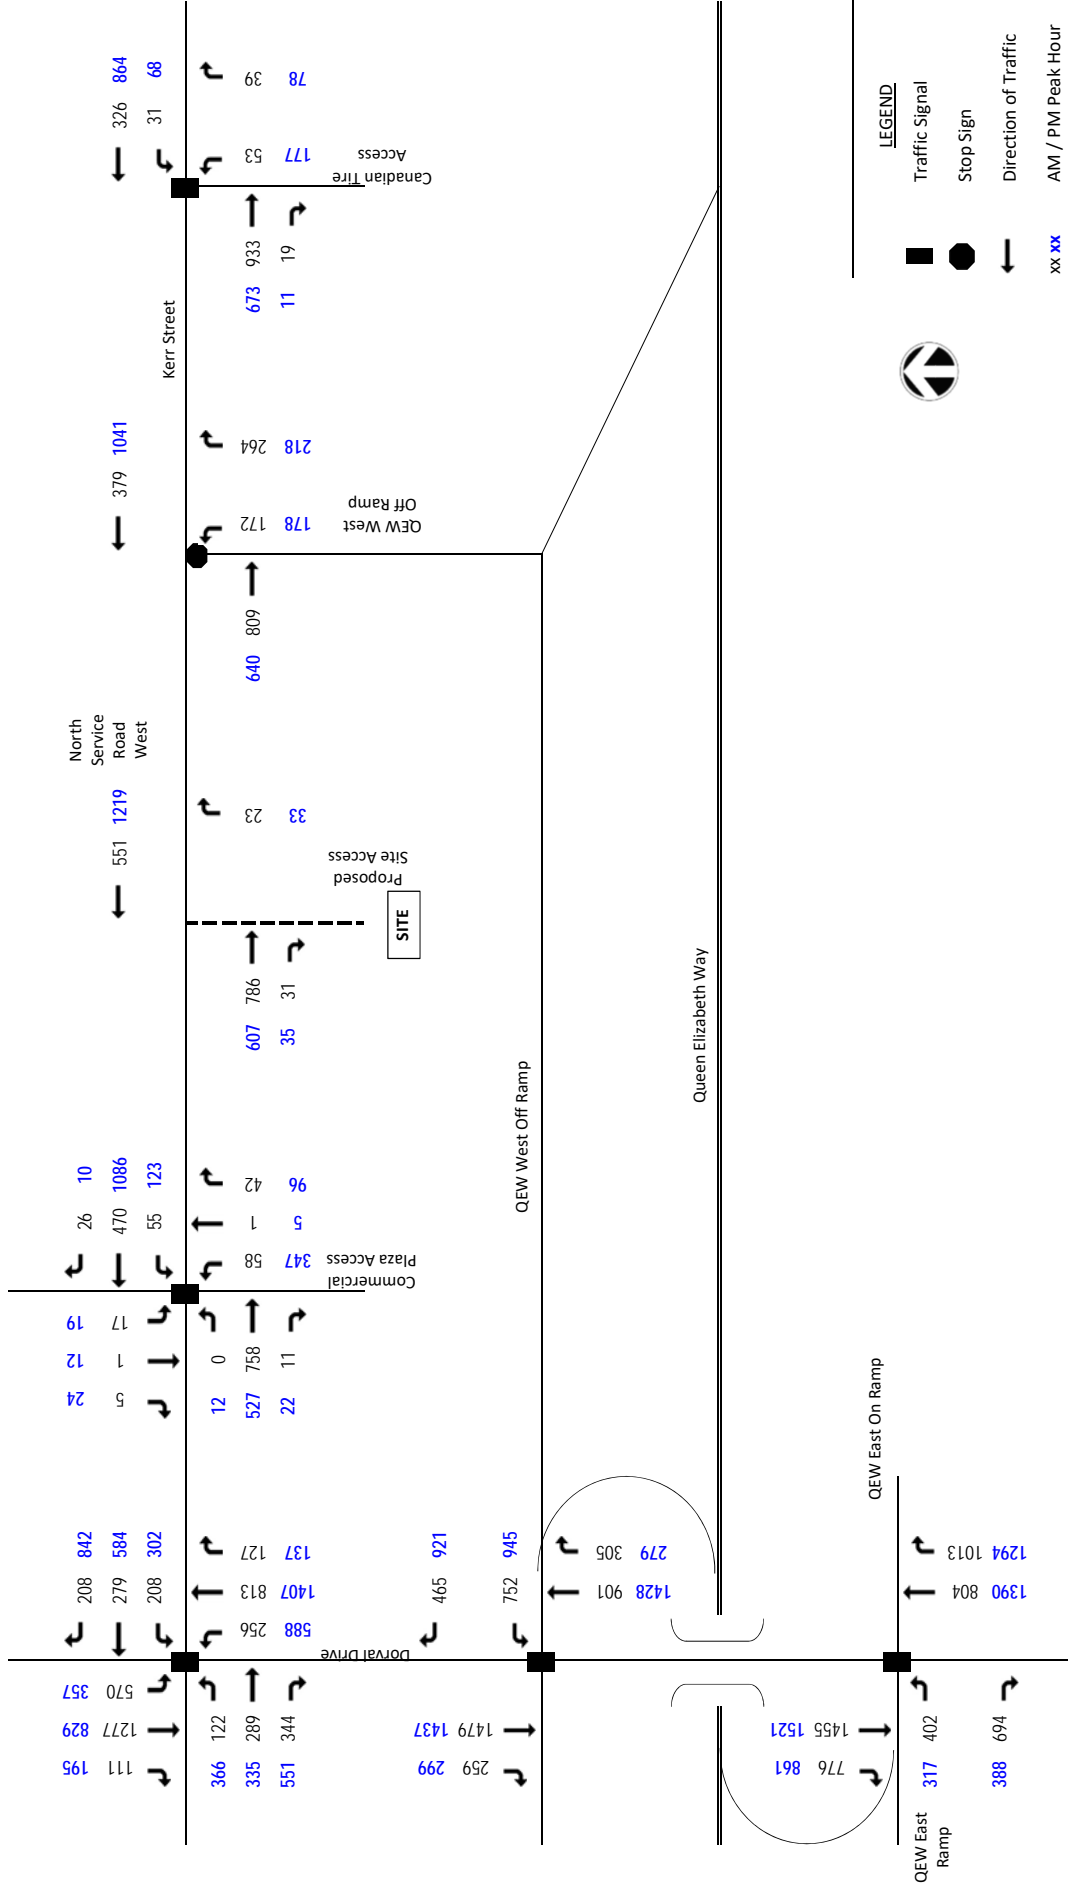 195 111
829 1277
357 570
208 842
279 584
208 302
366 122
335 289
551 344
256 588
813 1407
127 137
Dorval Drive
24 5
12 1
19 17
26 10
470 1086
55 123
12 0
527 758
22 11
58 347
1 5
42 96
Commercial
Plaza Access
North
Service
Road
West
551 1219
607 786
35 31
23 33
Proposed
Site Access
SITE
379 1041
640 809
172 178
264 218
QEW West
Off Ramp
Kerr Street
326 864
31 68
673 933
11 19
53 177
39 78
Canadian Tire
Access
299 259
1437 1479
465 921
752 945
901 1428
305 279
QEW West Off Ramp
Queen Elizabeth Way
861 776
1521 1455
317 402
388 694
804 1390
1013 1294
QEW East
Ramp
QEW East On Ramp
LEGEND
Traffic Signal
Stop Sign
Direction of Traffic
xx xx AM / PM Peak Hour